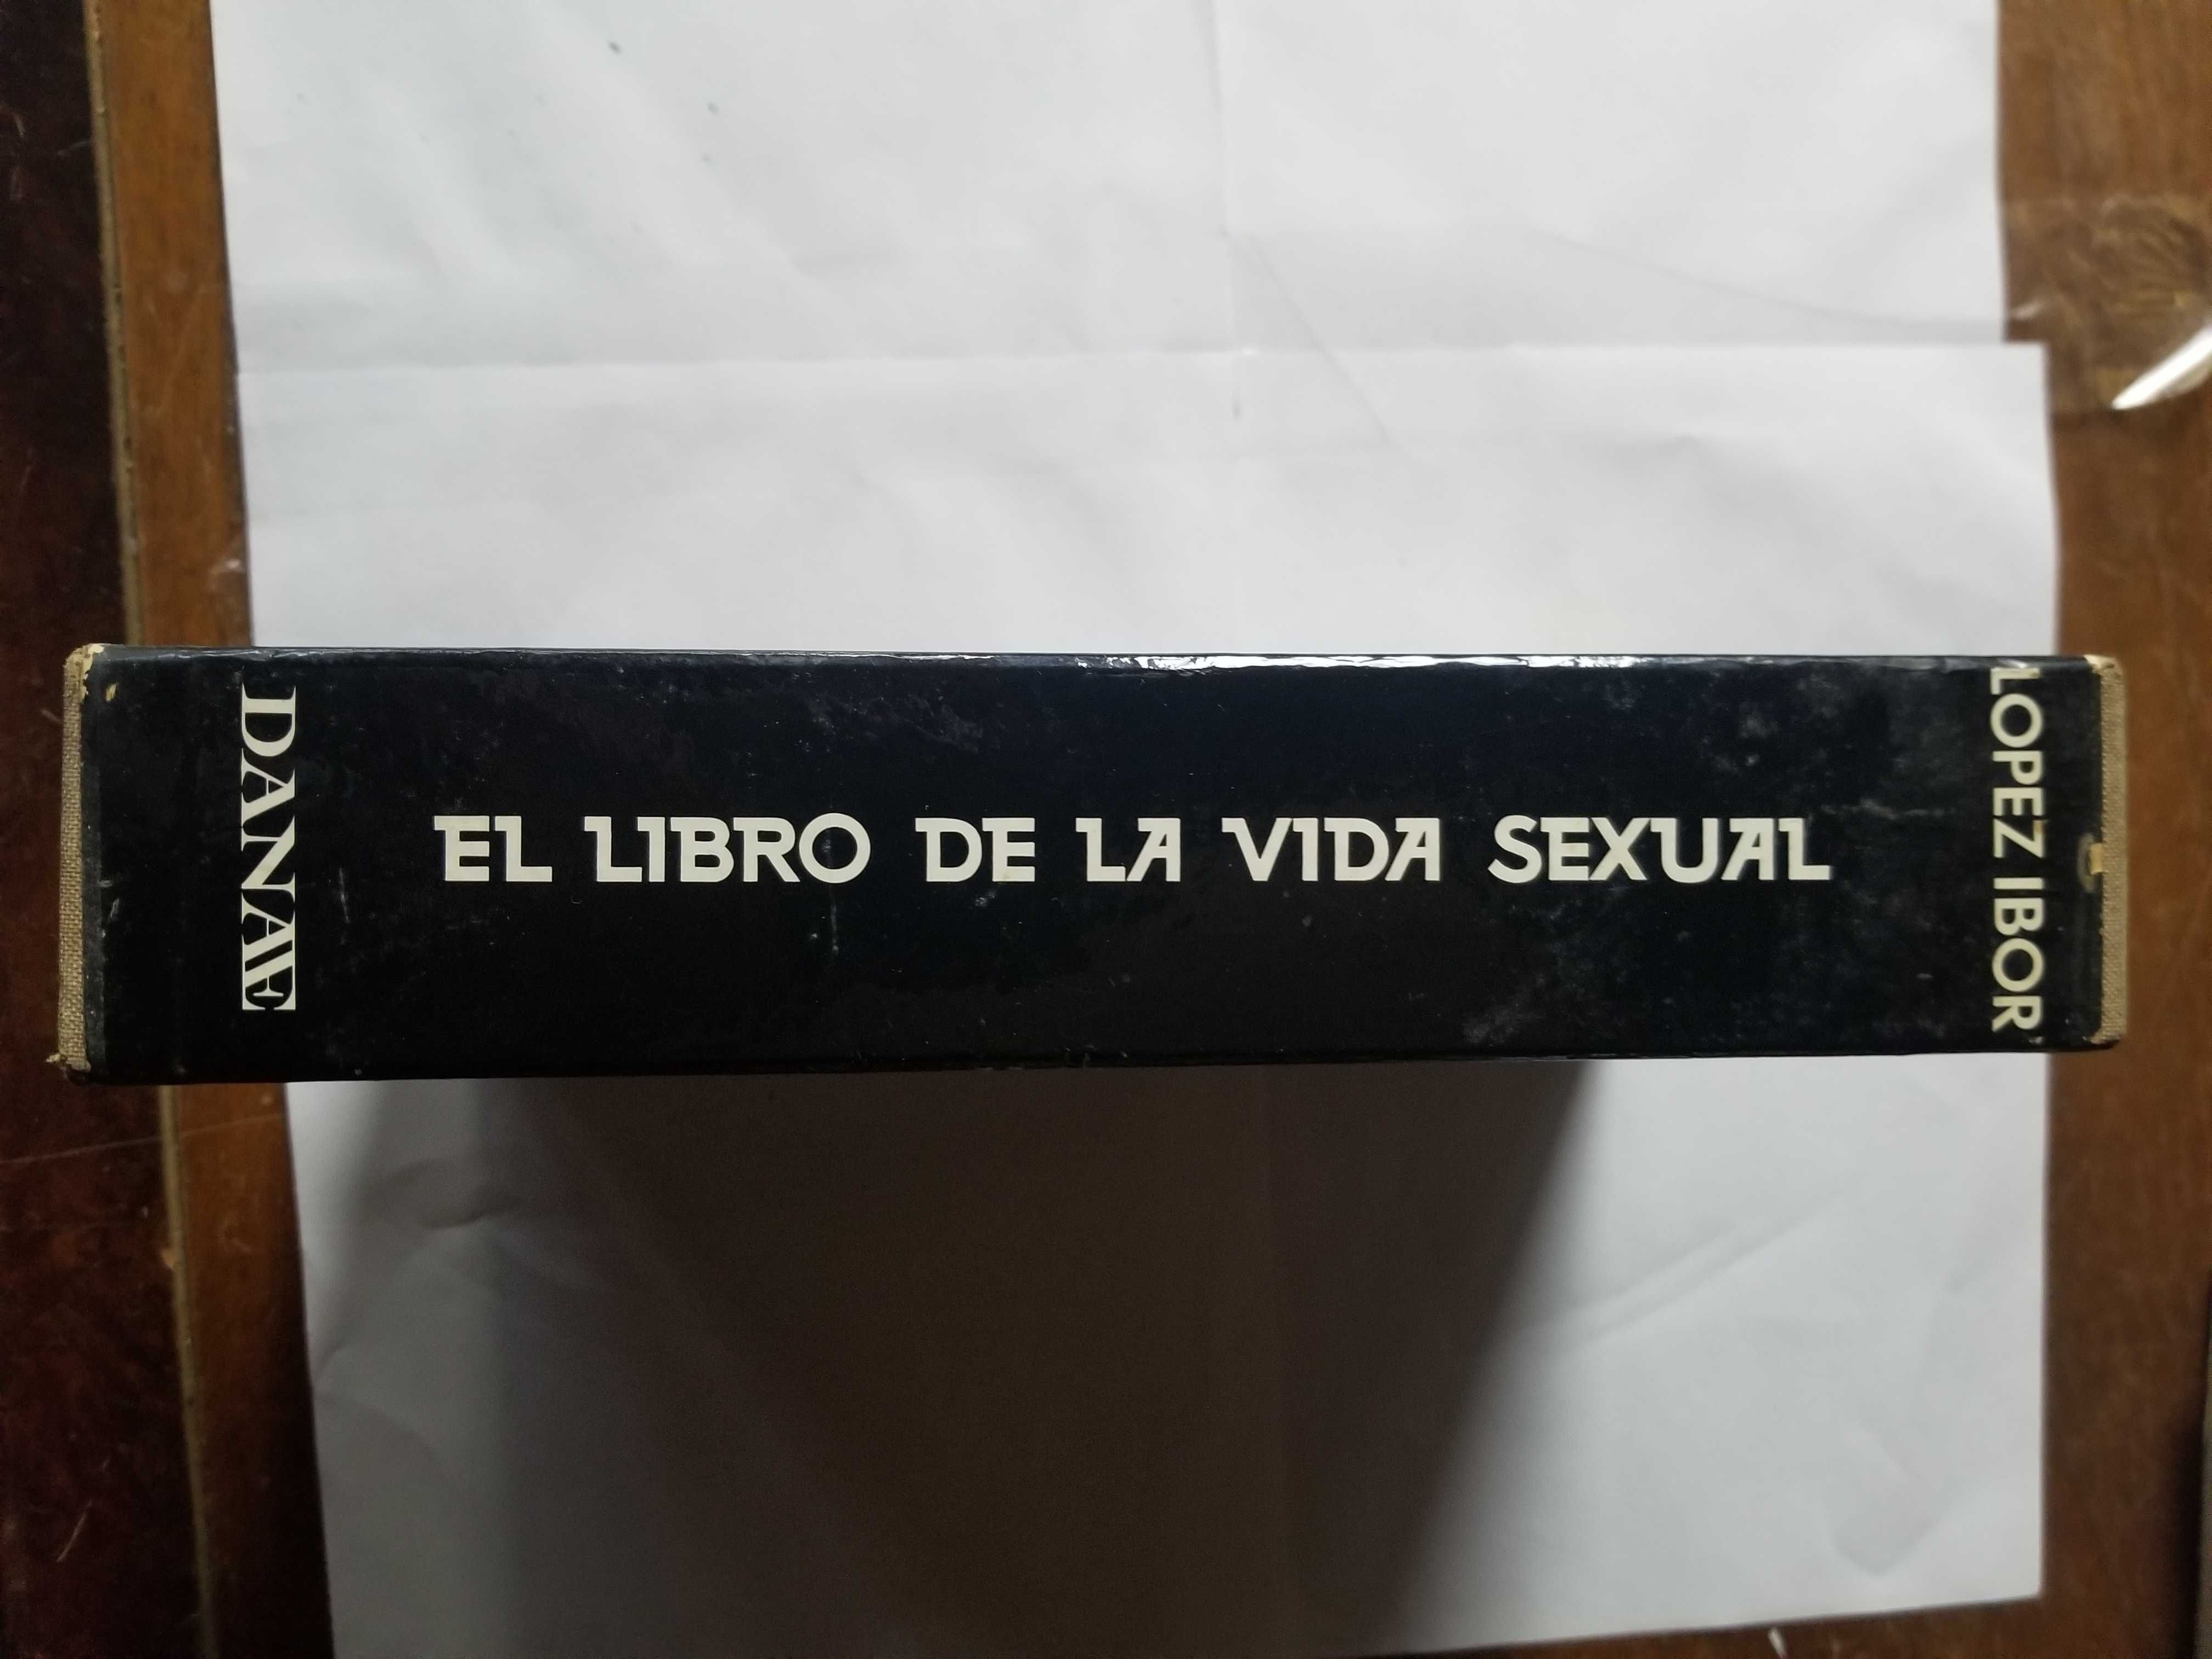 DANAE
EL LIBRO DE LA VIDA SEXUAL
LOPEZ IBOR